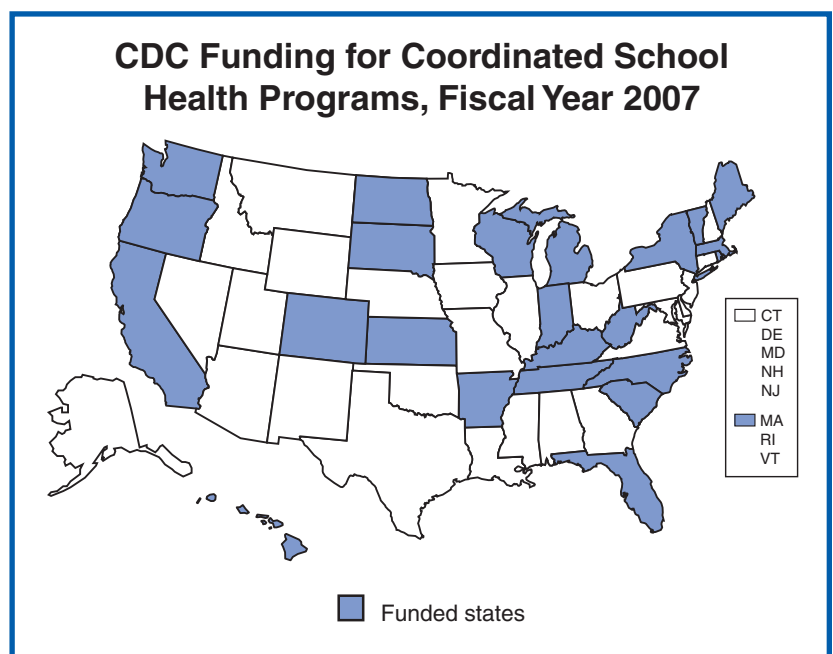 CDC Funding for Coordinated School
Health Programs, Fiscal Year 2007
CT
DE
MD
NH
NJ
MA
RI
VT
Funded states